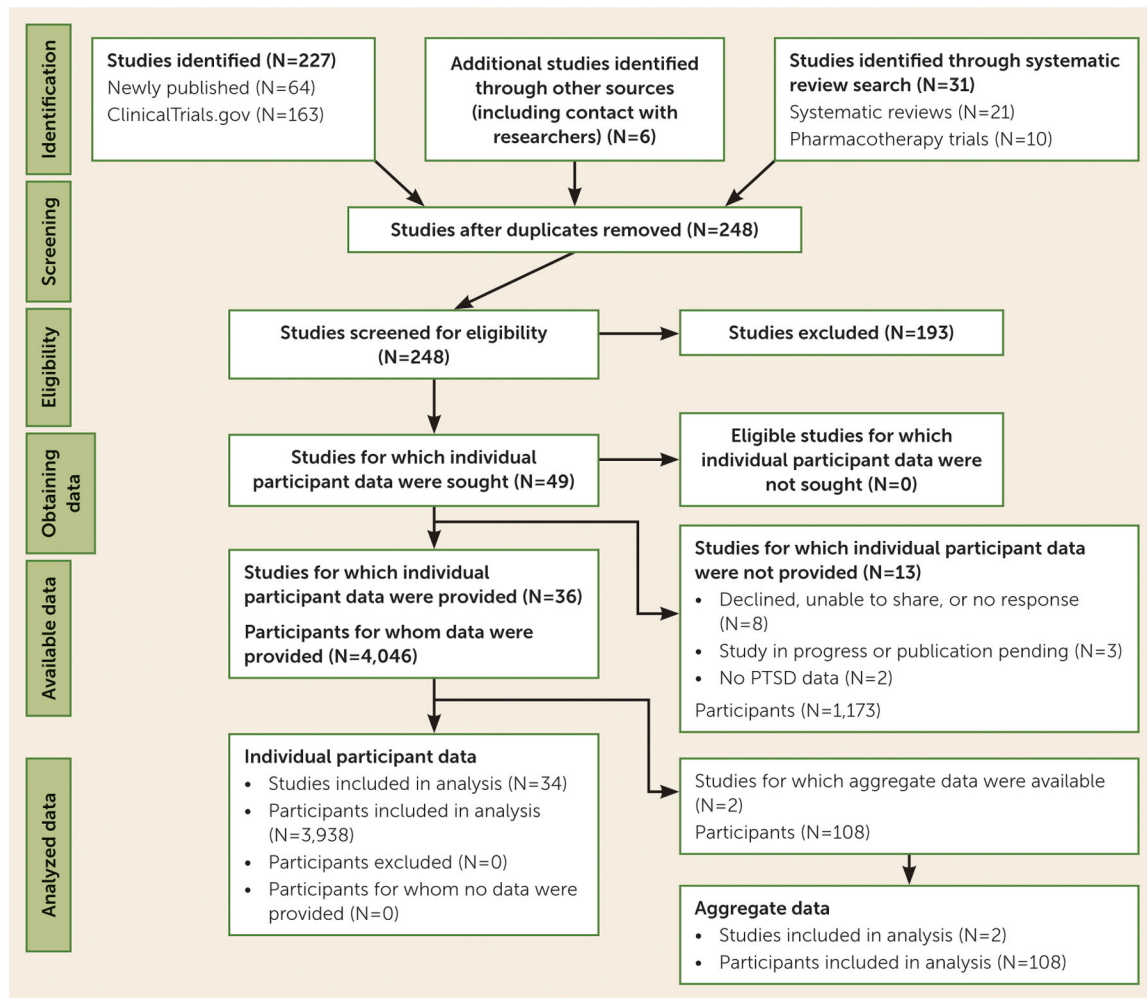 Identification
Studies identified (N=227)
Newly published (N=64)
ClinicalTrials.gov (N=163)
Additional studies identified
through other sources
(including contact with
researchers) (N=6)
Studies identified through systematic
review search (N=31)
Systematic reviews (N=21)
Pharmacotherapy trials (N=10)
Screening
Studies after duplicates removed (N=248)
Eligibility
Studies screened for eligibility
(N=248)
Studies excluded (N=193)
Obtaining
data
Studies for which individual
participant data were sought (N=49)
Eligible studies for which
individual participant data were
not sought (N=0)
Available data
Studies for which individual
participant data were provided (N=36)
Participants for whom data were
provided (N=4,046)
Studies for which individual participant data
were not provided (N=13)
• Declined, unable to share, or no response
(N=8)
• Study in progress or publication pending (N=3)
• No PTSD data (N=2)
Participants (N=1,173)
Analyzed data
Individual participant data
• Studies included in analysis (N=34)
• Participants included in analysis
(N=3,938)
• Participants excluded (N=0)
• Participants for whom no data were
provided (N=0)
Studies for which aggregate data were available
(N=2)
Participants (N=108)
Aggregate data
• Studies included in analysis (N=2)
• Participants included in analysis (N=108)